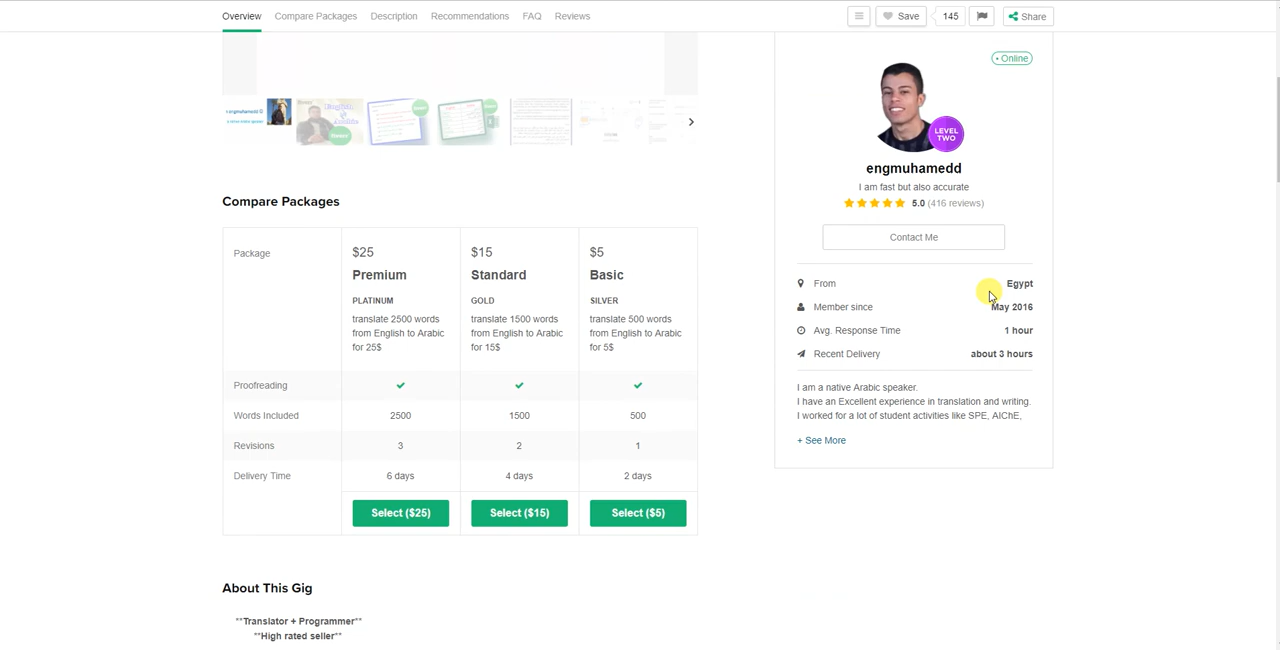 Overview Compare Packages Description Recommendations FAQ Reviews Save 145 Share
• Online
LEVEL TWO
engmuhamedd
I am fast but also accurate
5.0 (416 reviews)
Contact Me
From Egypt
Member since May 2016
Avg. Response Time 1 hour
Recent Delivery about 3 hours
I am a native Arabic speaker.
I have an Excellent experience in translation and writing.
I worked for a lot of student activities like SPE, AIChE,
+ See More
Compare Packages
Package $25 $15 $5
Premium Standard Basic
PLATINUM GOLD SILVER
translate 2500 words translate 1500 words translate 500 words
from English to Arabic from English to Arabic from English to Arabic
for 25$ for 15$ for 5$
Proofreading
Words Included 2500 1500 500
Revisions 3 2 1
Delivery Time 6 days 4 days 2 days
Select ($25) Select ($15) Select ($5)
About This Gig
**Translator + Programmer**
**High rated seller**